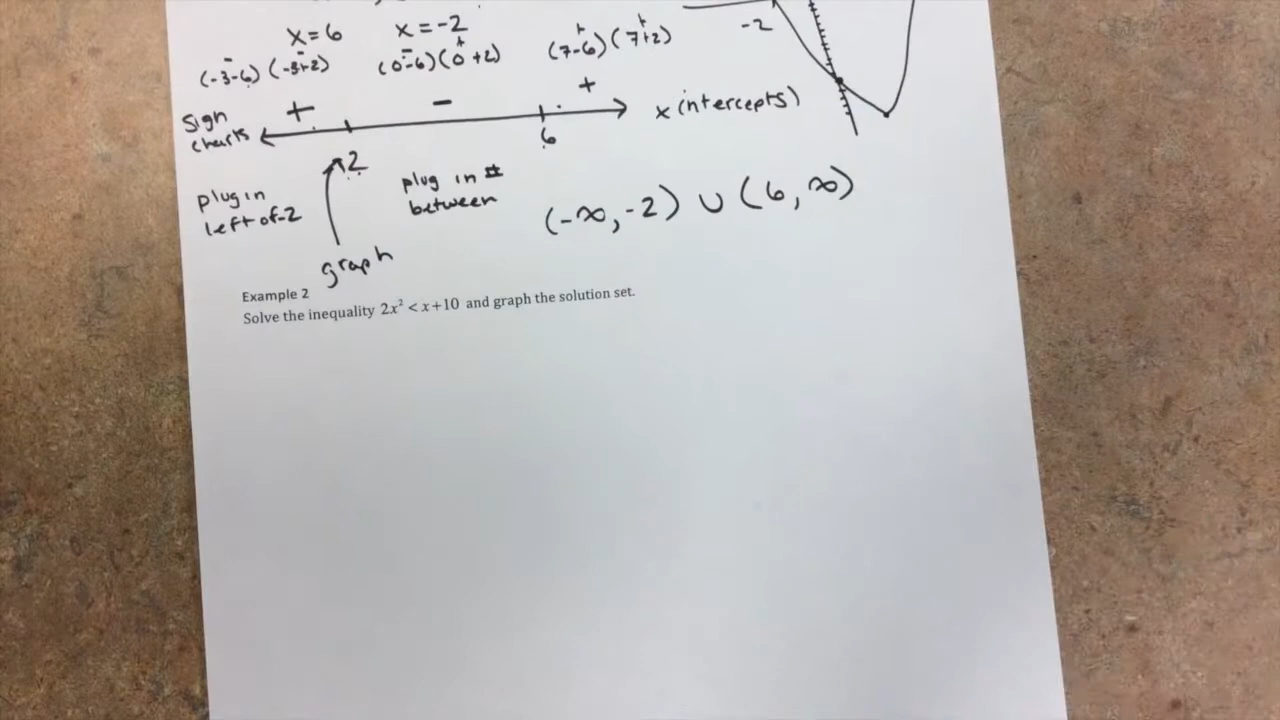 x=6 x=-2
(-3-6)(-3+2) (0-6)(0+2) (7-6)(7+2)
-2
Sign charts + - + x(intercepts)
-2 6
plug in left of -2
plug in # between
(-∞,-2) ∪ (6,∞)
graph
Example 2
Solve the inequality 2x² < x+10 and graph the solution set.